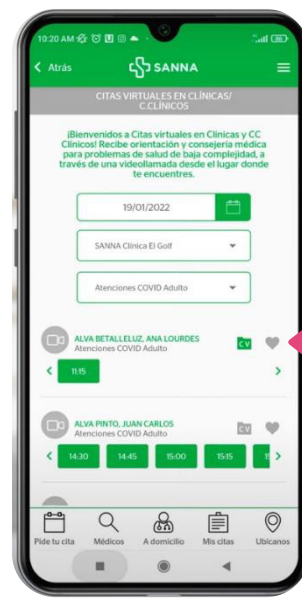 10:20 AM
Atrás
SANNA
CITAS VIRTUALES EN CLÍNICAS/
C.CLÍNICOS
¡Bienvenidos a Citas virtuales en Clínicas y CC
Clínicos! Recibe orientación y consejería médica
para problemas de salud de baja complejidad, a
través de una videollamada desde el lugar donde
te encuentres.
19/01/2022
SANNA Clínica El Golf
Atenciones COVID Adulto
ALVA BETALLELUZ, ANA LOURDES
Atenciones COVID Adulto
CV
11:15
ALVA PINTO, JUAN CARLOS
Atenciones COVID Adulto
CV
14:30 14:45 15:00 15:15
Pide tu cita Médicos A domicilio Mis citas Ubícanos